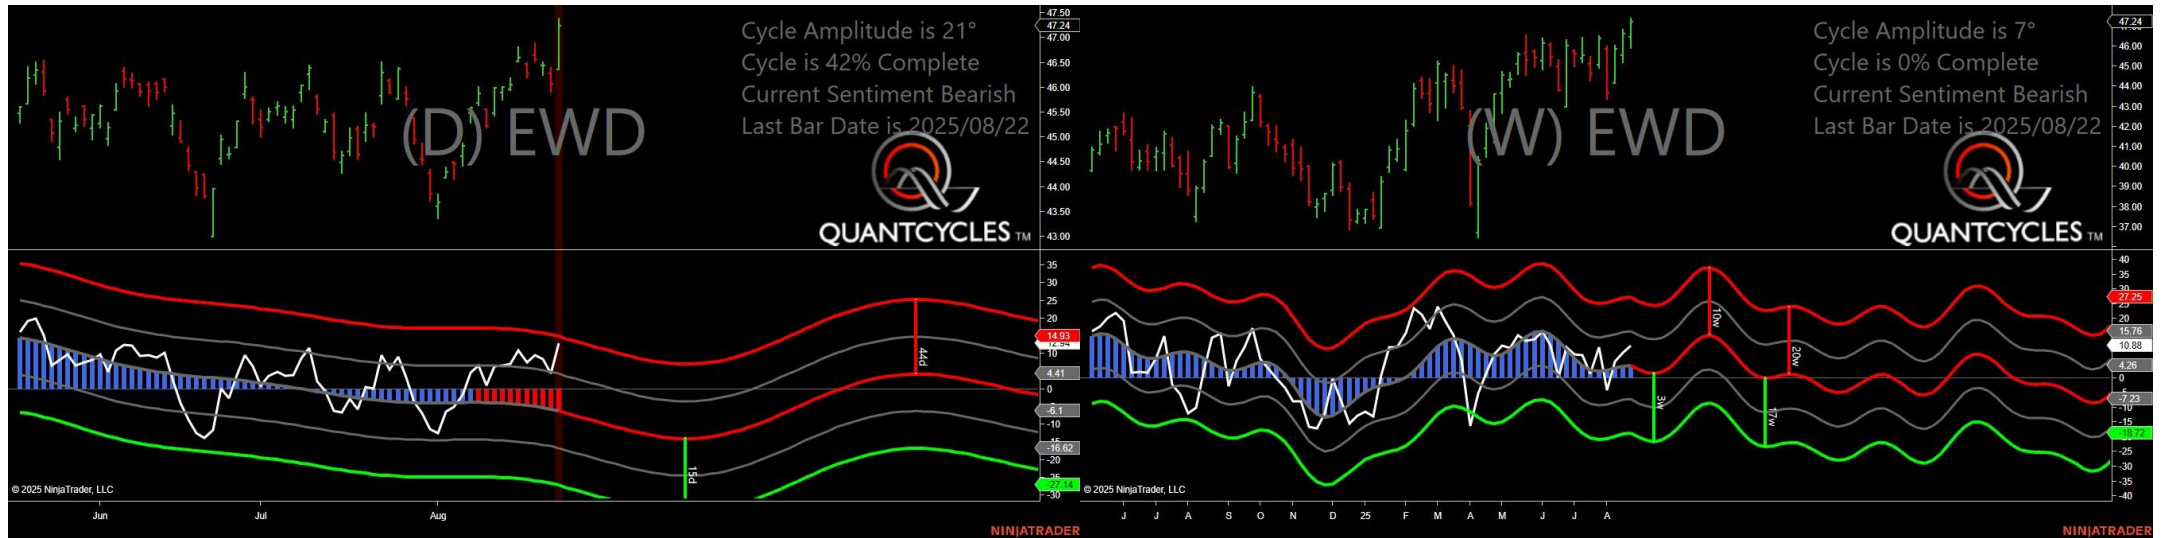 Cycle Amplitude is 21°
Cycle is 42% Complete
Current Sentiment Bearish
Last Bar Date is 2025/08/22
(D) EWD
QUANTCYCLES TM
47.50
47.24
47.00
46.50
46.00
45.50
45.00
44.50
44.00
43.50
43.00
35
30
25
20
14.93
12.94
10
4.41
0
-6.1
-10
-15
-16.62
-20
-25
-27.14
-30
44d
15d
© 2025 NinjaTrader, LLC
Jun Jul Aug
NINJATRADER
Cycle Amplitude is 7°
Cycle is 0% Complete
Current Sentiment Bearish
Last Bar Date is 2025/08/22
(W) EWD
QUANTCYCLES TM
47.24
46.00
45.00
44.00
43.00
42.00
41.00
40.00
39.00
38.00
37.00
40
35
30
27.25
20
15.76
10.88
4.26
0
-5
-7.23
-10
-15
-18.72
-25
-30
-35
-40
10w
20w
3w
17w
© 2025 NinjaTrader, LLC
J J A S O N D 25 F M A M J J A
NINJATRADER